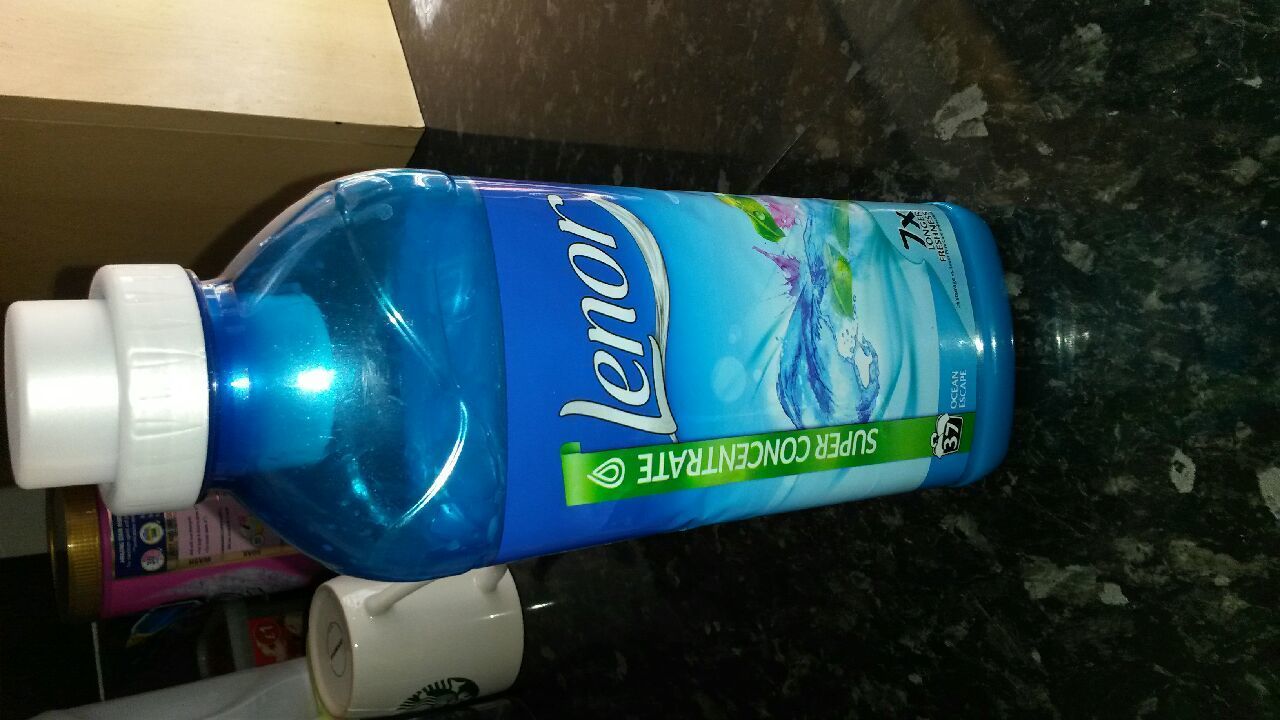 Lenor
SUPER CONCENTRATE
7x
LONGER
FRESHNESS
37
OCEAN
ESCAPE